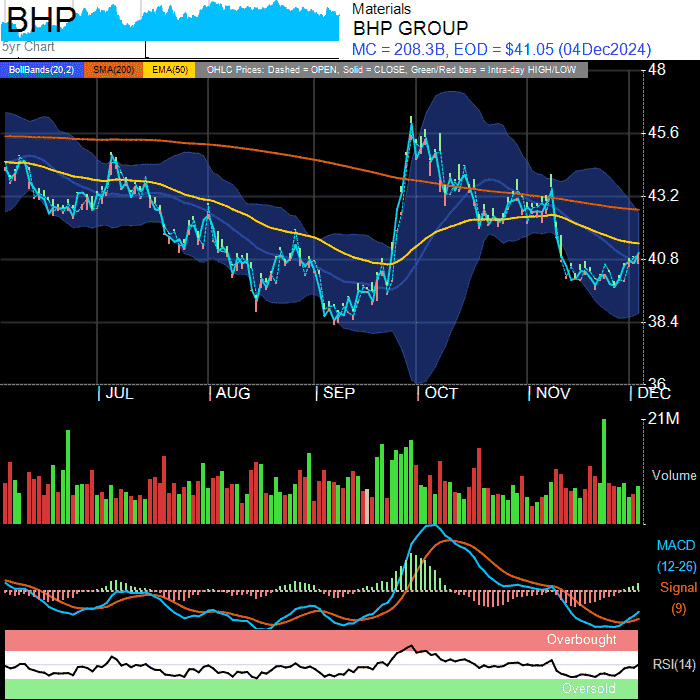 BHP
5yr Chart
Materials
BHP GROUP
MC = 208.3B, EOD = $41.05 (04Dec2024)
BollBands(20,2) SMA(200) EMA(50) OHLC Prices: Dashed = OPEN, Solid = CLOSE, Green/Red bars = Intra-day HIGH/LOW
48
45.6
43.2
40.8
38.4
36
JUL AUG SEP OCT NOV DEC
21M
Volume
MACD
(12-26)
Signal
(9)
Overbought
RSI(14)
Oversold